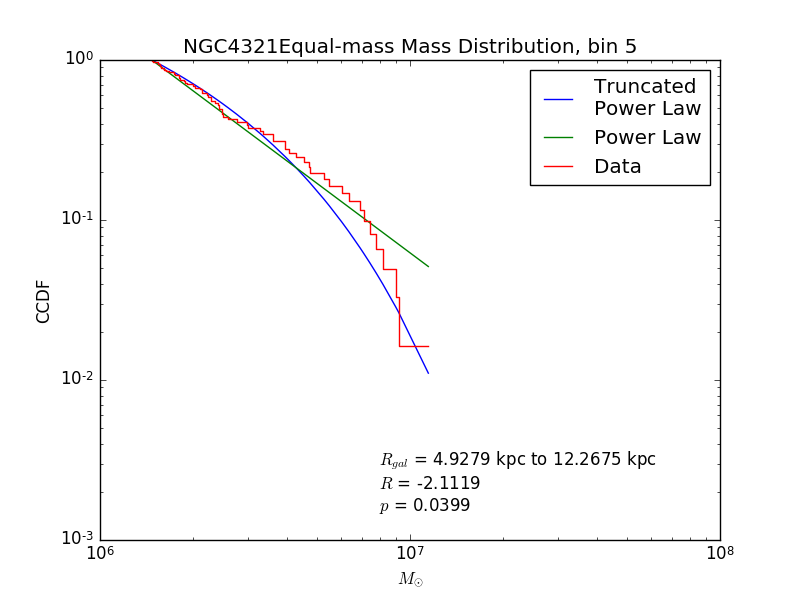 NGC4321Equal-mass Mass Distribution, bin 5
10^0
10^-1
10^-2
10^-3
CCDF
Truncated
Power Law
Power Law
Data
R_gal = 4.9279 kpc to 12.2675 kpc
R = -2.1119
p = 0.0399
10^6
10^7
10^8
M_⊙